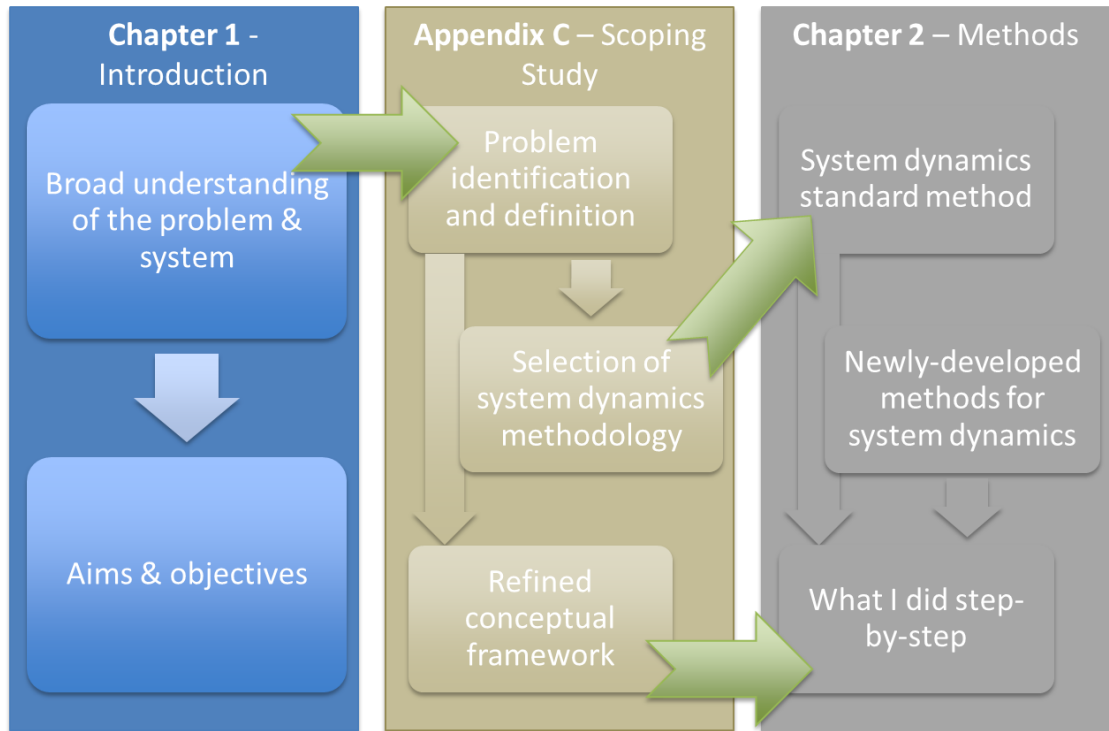 Chapter 1 -
Introduction
Broad understanding
of the problem &
system
Aims & objectives
Appendix C – Scoping
Study
Problem
identification
and definition
Selection of
system dynamics
methodology
Refined
conceptual
framework
Chapter 2 – Methods
System dynamics
standard method
Newly-developed
methods for
system dynamics
What I did step-
by-step